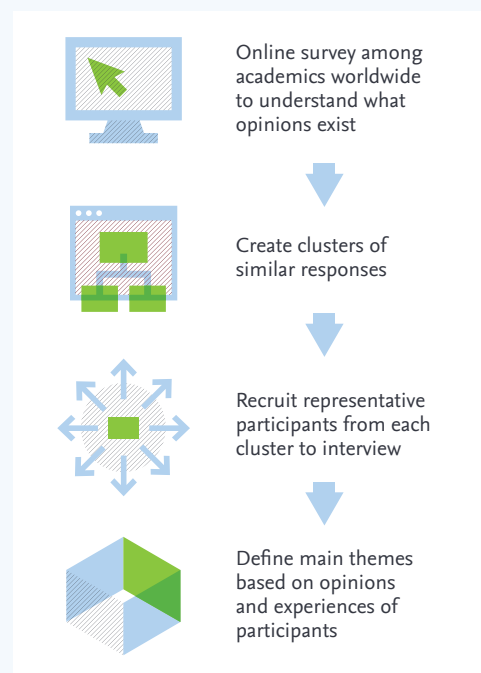 Online survey among
academics worldwide
to understand what
opinions exist
Create clusters of
similar responses
Recruit representative
participants from each
cluster to interview
Define main themes
based on opinions
and experiences of
participants